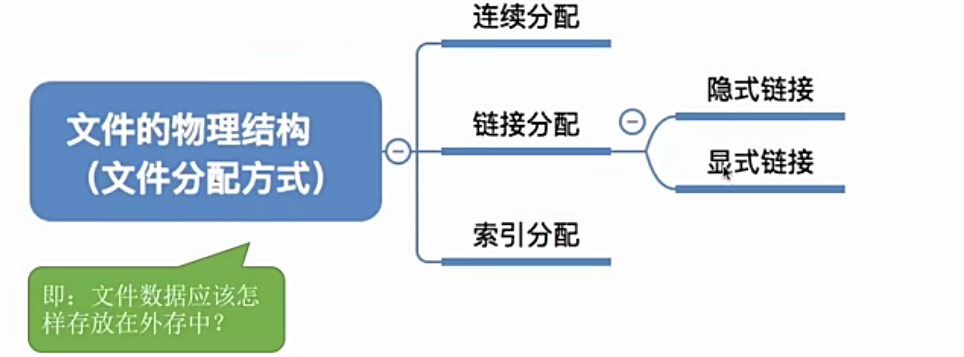 连续分配
隐式链接
文件的物理结构
（文件分配方式）
链接分配
显式链接
索引分配
即：文件数据应该怎
样存放在外存中？